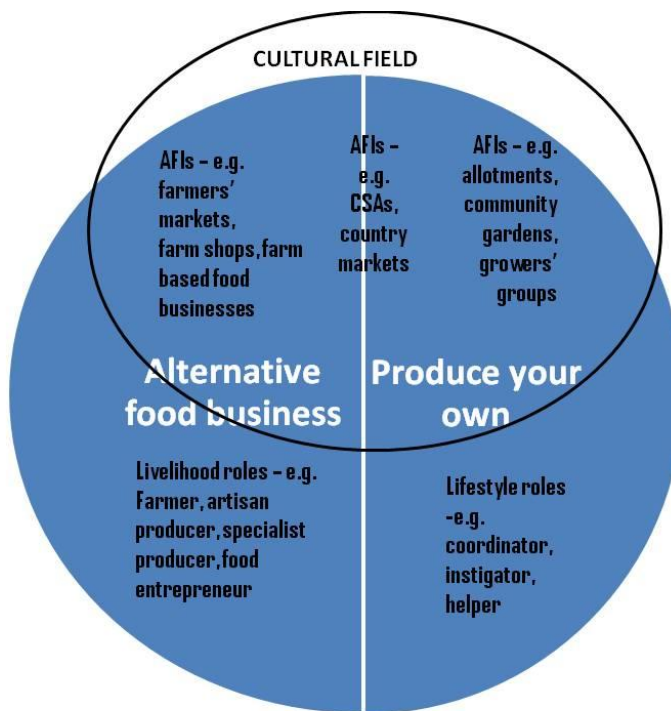 CULTURAL FIELD
AFIs – e.g.
farmers’
markets,
farm shops, farm
based food
businesses
AFIs –
e.g.
CSAs,
country
markets
AFIs – e.g.
allotments,
community
gardens,
growers’
groups
Alternative
food business
Produce your
own
Livelihood roles – e.g.
Farmer, artisan
producer, specialist
producer, food
entrepreneur
Lifestyle roles
-e.g.
coordinator,
instigator,
helper